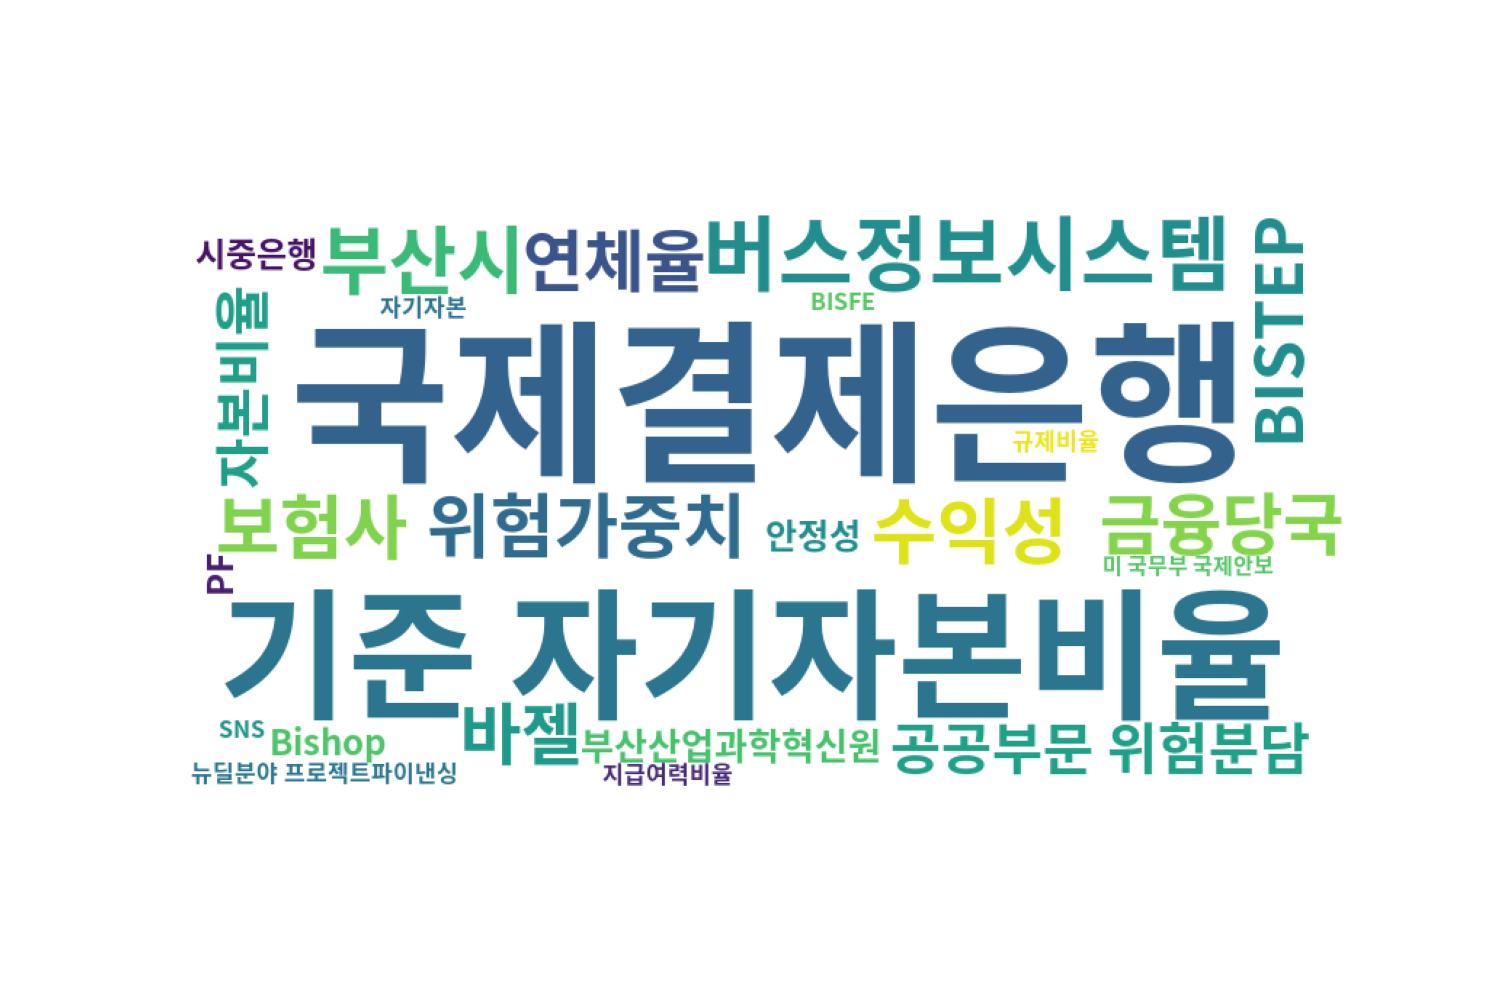 시중은행
부산시
연체율
버스정보시스템
BISTEP
자본비율
자기자본
BISFE
국제결제은행
규제비율
보험사
위험가중치
안정성
수익성
금융당국
미 국무부 국제안보
PF
기준 자기자본비율
SNS
Bishop
바젤
부산산업과학혁신원
공공부문 위험분담
뉴딜분야 프로젝트파이낸싱
지급여력비율